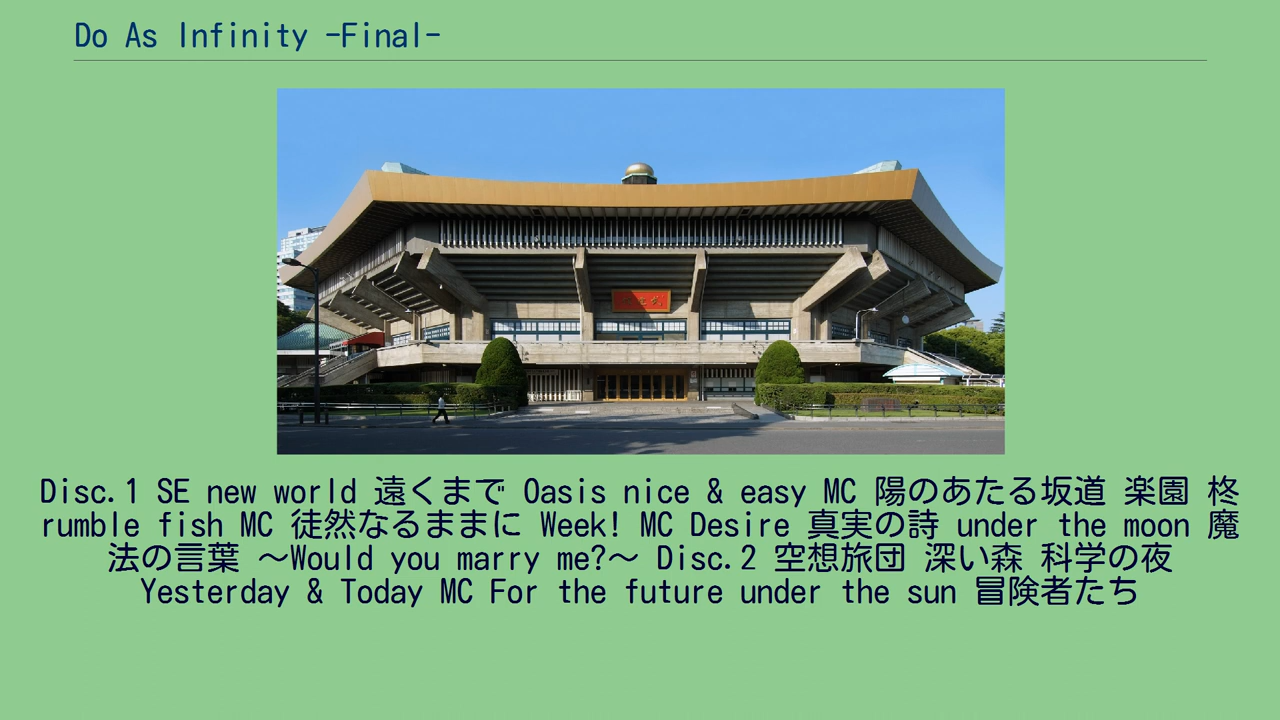 Do As Infinity -Final-
Disc.1 SE new world 遠くまで Oasis nice & easy MC 陽のあたる坂道 楽園 柊
rumble fish MC 徒然なるままに Week! MC Desire 真実の詩 under the moon 魔
法の言葉 〜Would you marry me?〜 Disc.2 空想旅団 深い森 科学の夜
Yesterday & Today MC For the future under the sun 冒険者たち